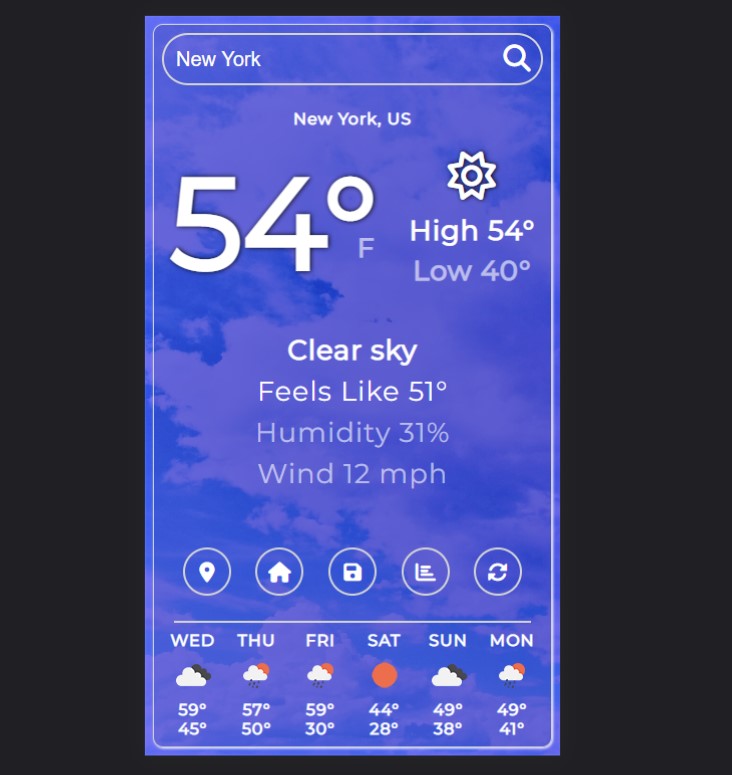 New York
New York, US
54° F
High 54°
Low 40°
Clear sky
Feels Like 51°
Humidity 31%
Wind 12 mph
WED THU FRI SAT SUN MON
59° 57° 59° 44° 49° 49°
45° 50° 30° 28° 38° 41°